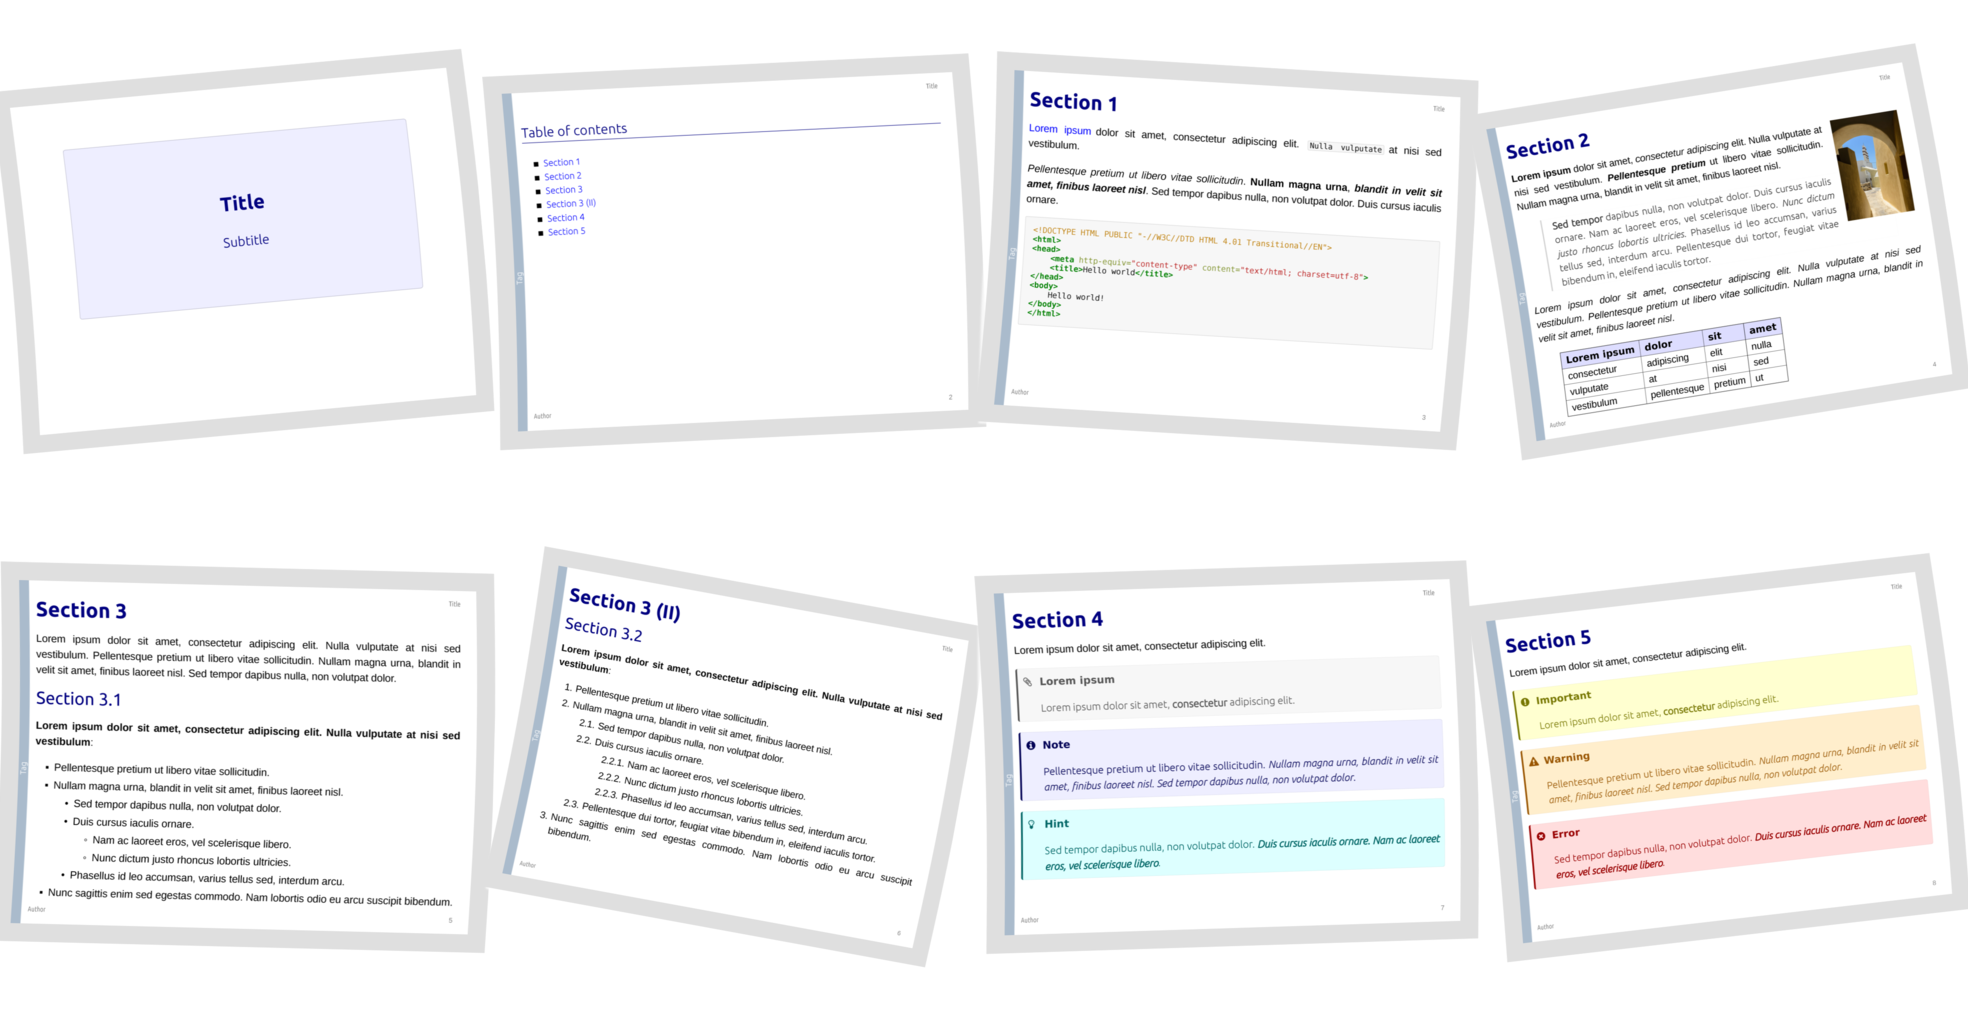 Title
Subtitle
Title
Table of contents
Section 1
Section 2
Section 3
Section 3 (II)
Section 4
Section 5
Tag
Author
2
Title
Section 1
Lorem ipsum dolor sit amet, consectetur adipiscing elit. Nulla vulputate at nisi sed
vestibulum.
Pellentesque pretium ut libero vitae sollicitudin. Nullam magna urna, blandit in velit sit
amet, finibus laoreet nisl. Sed tempor dapibus nulla, non volutpat dolor. Duis cursus iaculis
ornare.
<!DOCTYPE HTML PUBLIC "-//W3C//DTD HTML 4.01 Transitional//EN">
<html>
<head>
<meta http-equiv="content-type" content="text/html; charset=utf-8">
<title>Hello world</title>
</head>
<body>
Hello world!
</body>
</html>
Tag
Author
3
Title
Section 2
Lorem ipsum dolor sit amet, consectetur adipiscing elit. Nulla vulputate at
nisi sed vestibulum. Pellentesque pretium ut libero vitae sollicitudin.
Nullam magna urna, blandit in velit sit amet, finibus laoreet nisl.
Sed tempor dapibus nulla, non volutpat dolor. Duis cursus iaculis
ornare. Nam ac laoreet eros, vel scelerisque libero. Nunc dictum
justo rhoncus lobortis ultricies. Phasellus id leo accumsan, varius
tellus sed, interdum arcu. Pellentesque dui tortor, feugiat vitae
bibendum in, eleifend iaculis tortor.
Lorem ipsum dolor sit amet, consectetur adipiscing elit. Nulla vulputate at nisi sed
vestibulum. Pellentesque pretium ut libero vitae sollicitudin. Nullam magna urna, blandit in
velit sit amet, finibus laoreet nisl.
Lorem ipsum dolor sit amet
consectetur adipiscing elit nulla
vulputate at nisi sed
vestibulum pellentesque pretium ut
Tag
Author
4
Title
Section 3
Lorem ipsum dolor sit amet, consectetur adipiscing elit. Nulla vulputate at nisi sed
vestibulum. Pellentesque pretium ut libero vitae sollicitudin. Nullam magna urna, blandit in
velit sit amet, finibus laoreet nisl. Sed tempor dapibus nulla, non volutpat dolor.
Section 3.1
Lorem ipsum dolor sit amet, consectetur adipiscing elit. Nulla vulputate at nisi sed
vestibulum:
• Pellentesque pretium ut libero vitae sollicitudin.
• Nullam magna urna, blandit in velit sit amet, finibus laoreet nisl.
• Sed tempor dapibus nulla, non volutpat dolor.
• Duis cursus iaculis ornare.
• Nam ac laoreet eros, vel scelerisque libero.
• Nunc dictum justo rhoncus lobortis ultricies.
• Phasellus id leo accumsan, varius tellus sed, interdum arcu.
• Nunc sagittis enim sed egestas commodo. Nam lobortis odio eu arcu suscipit bibendum.
Tag
Author
5
Title
Section 3 (II)
Section 3.2
Lorem ipsum dolor sit amet, consectetur adipiscing elit. Nulla vulputate at nisi sed
vestibulum:
1. Pellentesque pretium ut libero vitae sollicitudin.
2. Nullam magna urna, blandit in velit sit amet, finibus laoreet nisl.
2.1. Sed tempor dapibus nulla, non volutpat dolor.
2.2. Duis cursus iaculis ornare.
2.2.1. Nam ac laoreet eros, vel scelerisque libero.
2.2.2. Nunc dictum justo rhoncus lobortis ultricies.
2.2.3. Phasellus id leo accumsan, varius tellus sed, interdum arcu.
2.3. Pellentesque dui tortor, feugiat vitae bibendum in, eleifend iaculis tortor.
3. Nunc sagittis enim sed egestas commodo. Nam lobortis odio eu arcu suscipit
bibendum.
Tag
Author
6
Title
Section 4
Lorem ipsum dolor sit amet, consectetur adipiscing elit.
Lorem ipsum
Lorem ipsum dolor sit amet, consectetur adipiscing elit.
Note
Pellentesque pretium ut libero vitae sollicitudin. Nullam magna urna, blandit in velit sit
amet, finibus laoreet nisl. Sed tempor dapibus nulla, non volutpat dolor.
Hint
Sed tempor dapibus nulla, non volutpat dolor. Duis cursus iaculis ornare. Nam ac laoreet
eros, vel scelerisque libero.
Tag
Author
7
Title
Section 5
Lorem ipsum dolor sit amet, consectetur adipiscing elit.
Important
Lorem ipsum dolor sit amet, consectetur adipiscing elit.
Warning
Pellentesque pretium ut libero vitae sollicitudin. Nullam magna urna, blandit in velit sit
amet, finibus laoreet nisl. Sed tempor dapibus nulla, non volutpat dolor.
Error
Sed tempor dapibus nulla, non volutpat dolor. Duis cursus iaculis ornare. Nam ac laoreet
eros, vel scelerisque libero.
Tag
Author
8